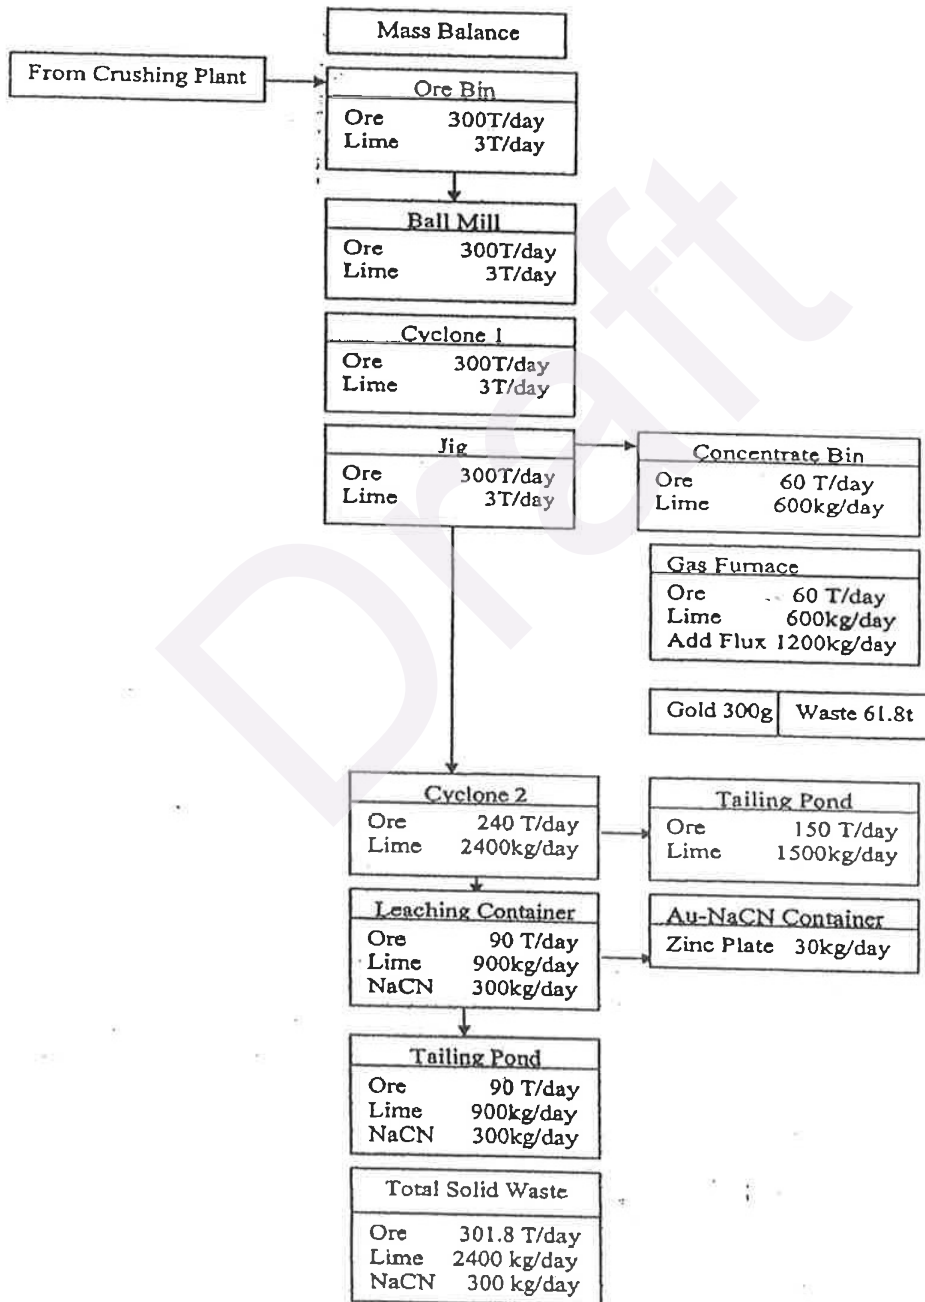 Mass Balance
From Crushing Plant
Ore Bin
Ore 300T/day
Lime 3T/day
Ball Mill
Ore 300T/day
Lime 3T/day
Cyclone 1
Ore 300T/day
Lime 3T/day
Jig
Ore 300T/day
Lime 3T/day
Concentrate Bin
Ore 60 T/day
Lime 600kg/day
Gas Furnace
Ore 60 T/day
Lime 600kg/day
Add Flux 1200kg/day
Gold 300g Waste 61.8t
Cyclone 2
Ore 240 T/day
Lime 2400kg/day
Tailing Pond
Ore 150 T/day
Lime 1500kg/day
Leaching Container
Ore 90 T/day
Lime 900kg/day
NaCN 300kg/day
Au-NaCN Container
Zinc Plate 30kg/day
Tailing Pond
Ore 90 T/day
Lime 900kg/day
NaCN 300kg/day
Total Solid Waste
Ore 301.8 T/day
Lime 2400 kg/day
NaCN 300 kg/day
Draft